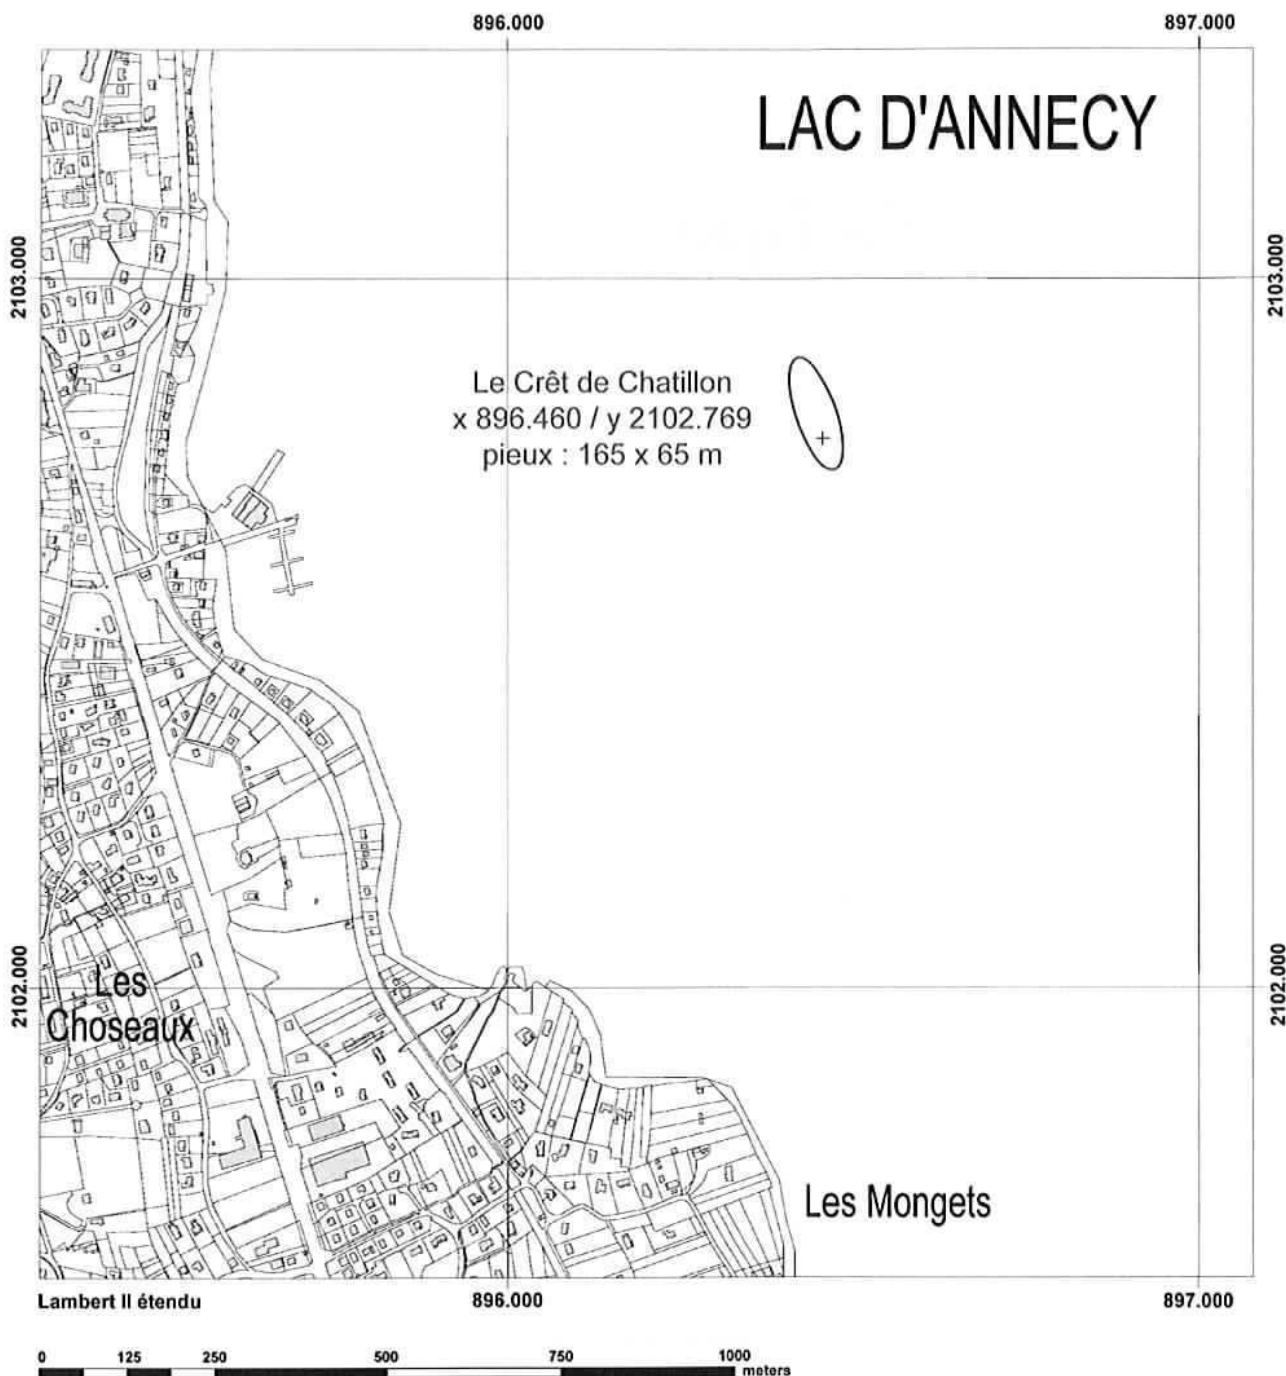 896.000
897.000
LAC D'ANNECY
2103.000
2103.000
Le Crêt de Chatillon
x 896.460 / y 2102.769
pieux : 165 x 65 m
2102.000
2102.000
Les
Choseaux
Les Mongets
Lambert II étendu
896.000
897.000
0 125 250 500 750 1000
meters